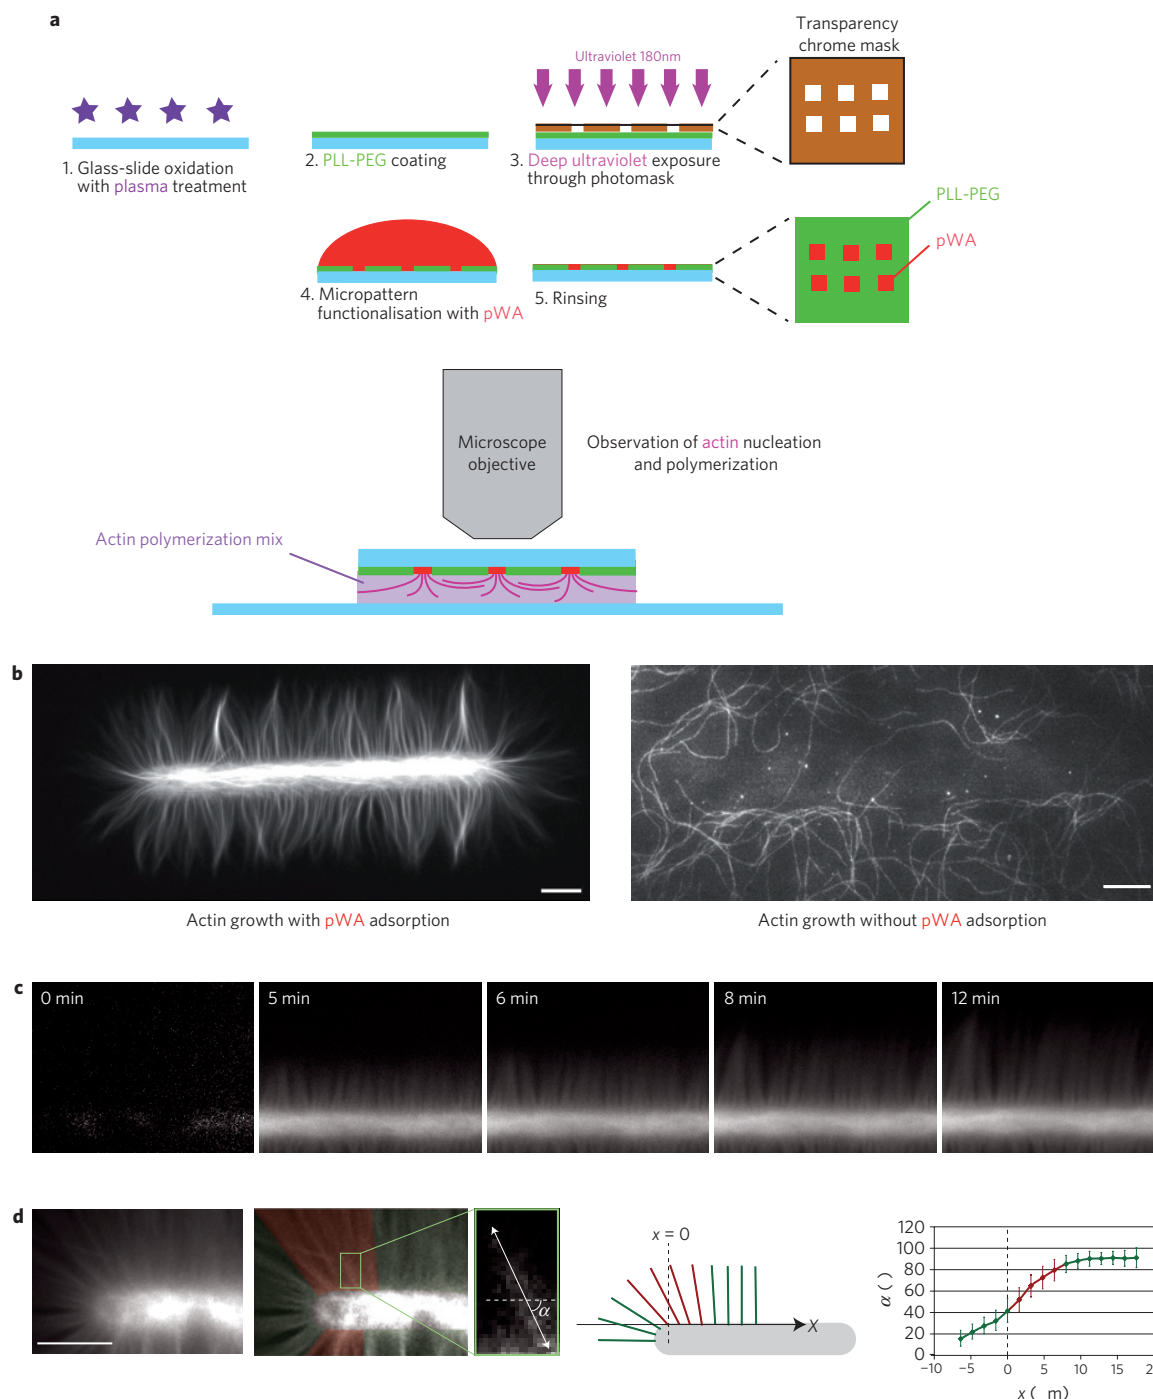 a
Transparency
chrome mask
Ultraviolet 180nm
1. Glass-slide oxidation
with plasma treatment
2. PLL-PEG coating
3. Deep ultraviolet exposure
through photomask
PLL-PEG
pWA
4. Micropattern
functionalisation with pWA
5. Rinsing
Microscope
objective
Observation of actin nucleation
and polymerization
Actin polymerization mix
b
Actin growth with pWA adsorption
Actin growth without pWA adsorption
c
0 min
5 min
6 min
8 min
12 min
d
α
x = 0
X
α ( )
120
100
80
60
40
20
0
−10
−5
0
5
10
15
2
x ( m)